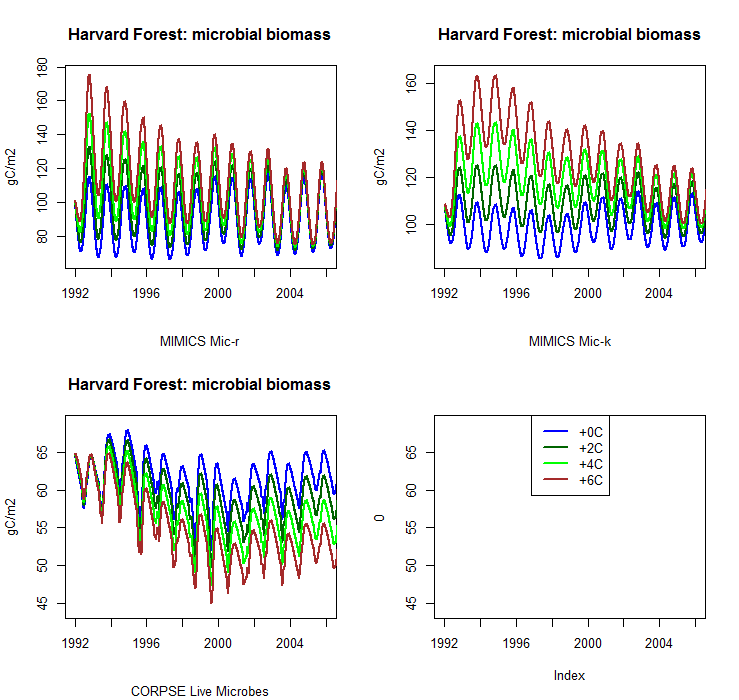 Harvard Forest: microbial biomass
gC/m2
180
160
140
120
100
80
1992
1996
2000
2004
MIMICS Mic-r
Harvard Forest: microbial biomass
gC/m2
160
140
120
100
1992
1996
2000
2004
MIMICS Mic-k
Harvard Forest: microbial biomass
gC/m2
65
60
55
50
45
1992
1996
2000
2004
CORPSE Live Microbes
0
65
60
55
50
45
+0C
+2C
+4C
+6C
1992
1996
2000
2004
Index